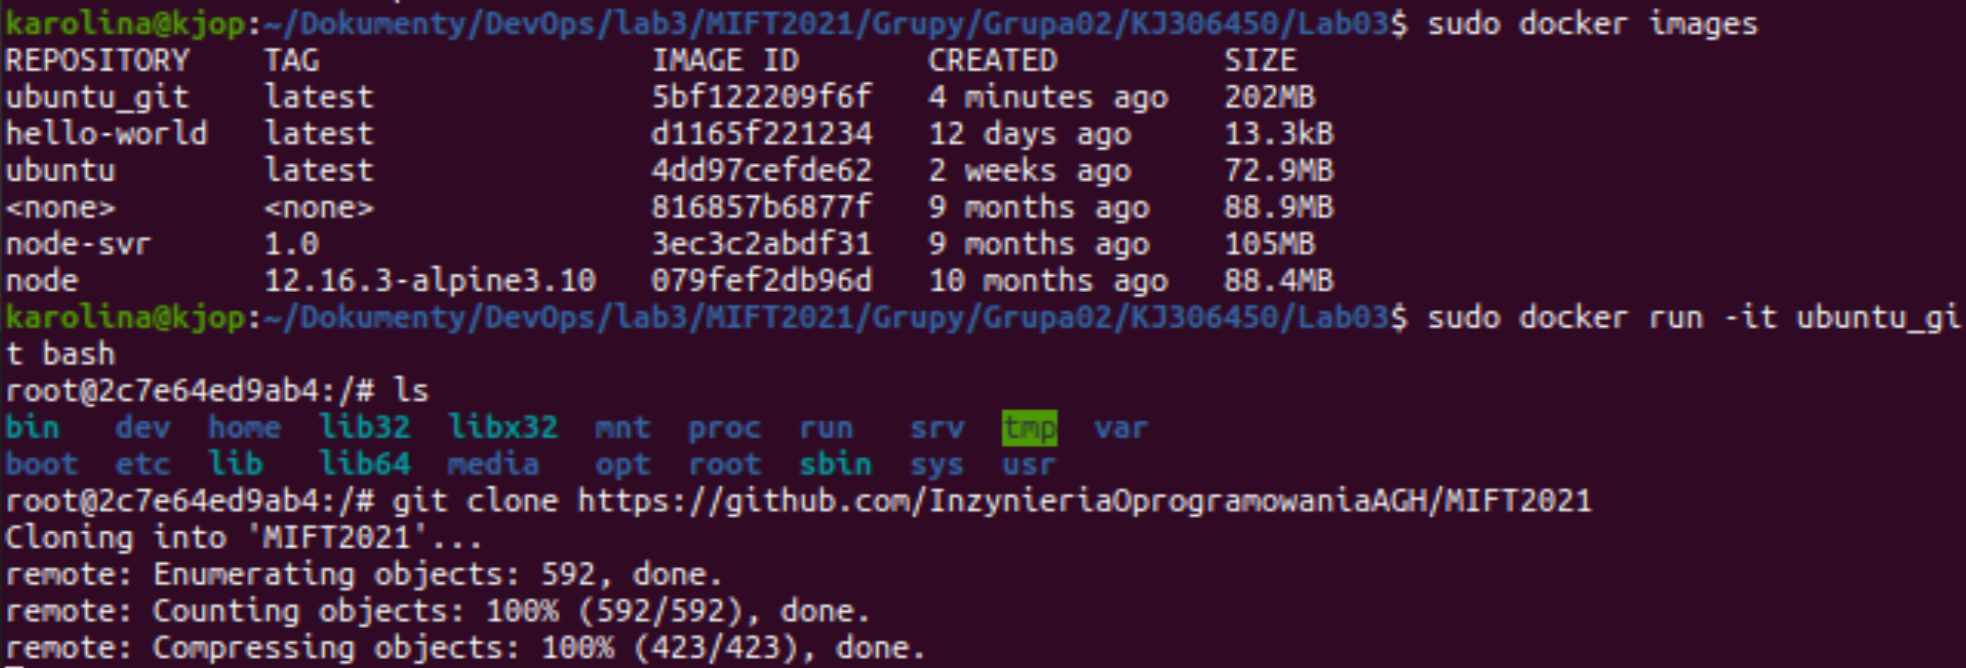 karolina@kjop:~/Dokumenty/DevOps/lab3/MIFT2021/Grupy/Grupa02/KJ306450/Lab03$ sudo docker images
REPOSITORY TAG IMAGE ID CREATED SIZE
ubuntu_git latest 5bf122209f6f 4 minutes ago 202MB
hello-world latest d1165f221234 12 days ago 13.3kB
ubuntu latest 4dd97cefde62 2 weeks ago 72.9MB
<none> <none> 816857b6877f 9 months ago 88.9MB
node-svr 1.0 3ec3c2abdf31 9 months ago 105MB
node 12.16.3-alpine3.10 079fef2db96d 10 months ago 88.4MB
karolina@kjop:~/Dokumenty/DevOps/lab3/MIFT2021/Grupy/Grupa02/KJ306450/Lab03$ sudo docker run -it ubuntu_gi
t bash
root@2c7e64ed9ab4:/# ls
bin dev home lib32 libx32 mnt proc run srv tmp var
boot etc lib lib64 media opt root sbin sys usr
root@2c7e64ed9ab4:/# git clone https://github.com/InzynieriaOprogramowaniaAGH/MIFT2021
Cloning into 'MIFT2021'...
remote: Enumerating objects: 592, done.
remote: Counting objects: 100% (592/592), done.
remote: Compressing objects: 100% (423/423), done.